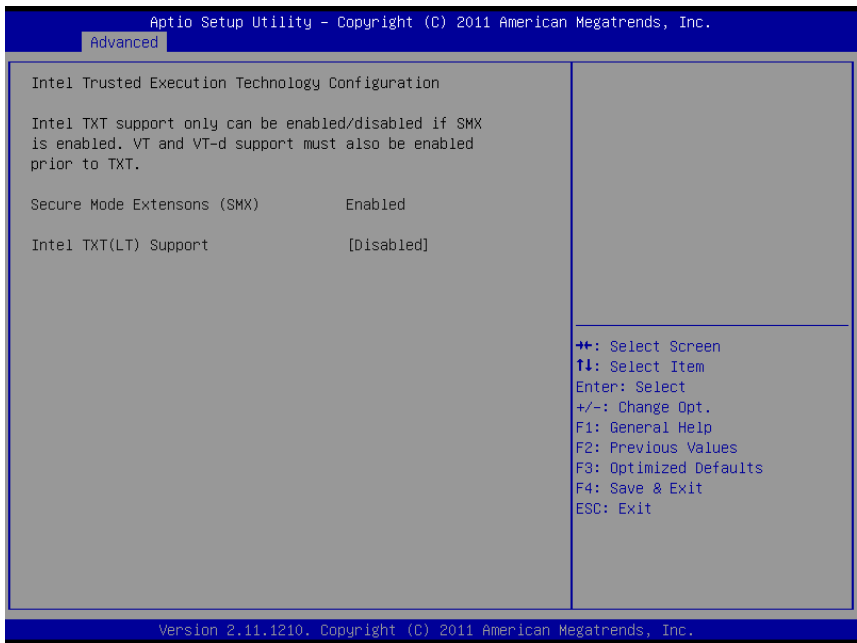 Aptio Setup Utility – Copyright (C) 2011 American Megatrends, Inc.
Advanced
Intel Trusted Execution Technology Configuration
Intel TXT support only can be enabled/disabled if SMX
is enabled. VT and VT-d support must also be enabled
prior to TXT.
Secure Mode Extensons (SMX) Enabled
Intel TXT(LT) Support [Disabled]
→←: Select Screen
↑↓: Select Item
Enter: Select
+/-: Change Opt.
F1: General Help
F2: Previous Values
F3: Optimized Defaults
F4: Save & Exit
ESC: Exit
Version 2.11.1210. Copyright (C) 2011 American Megatrends, Inc.